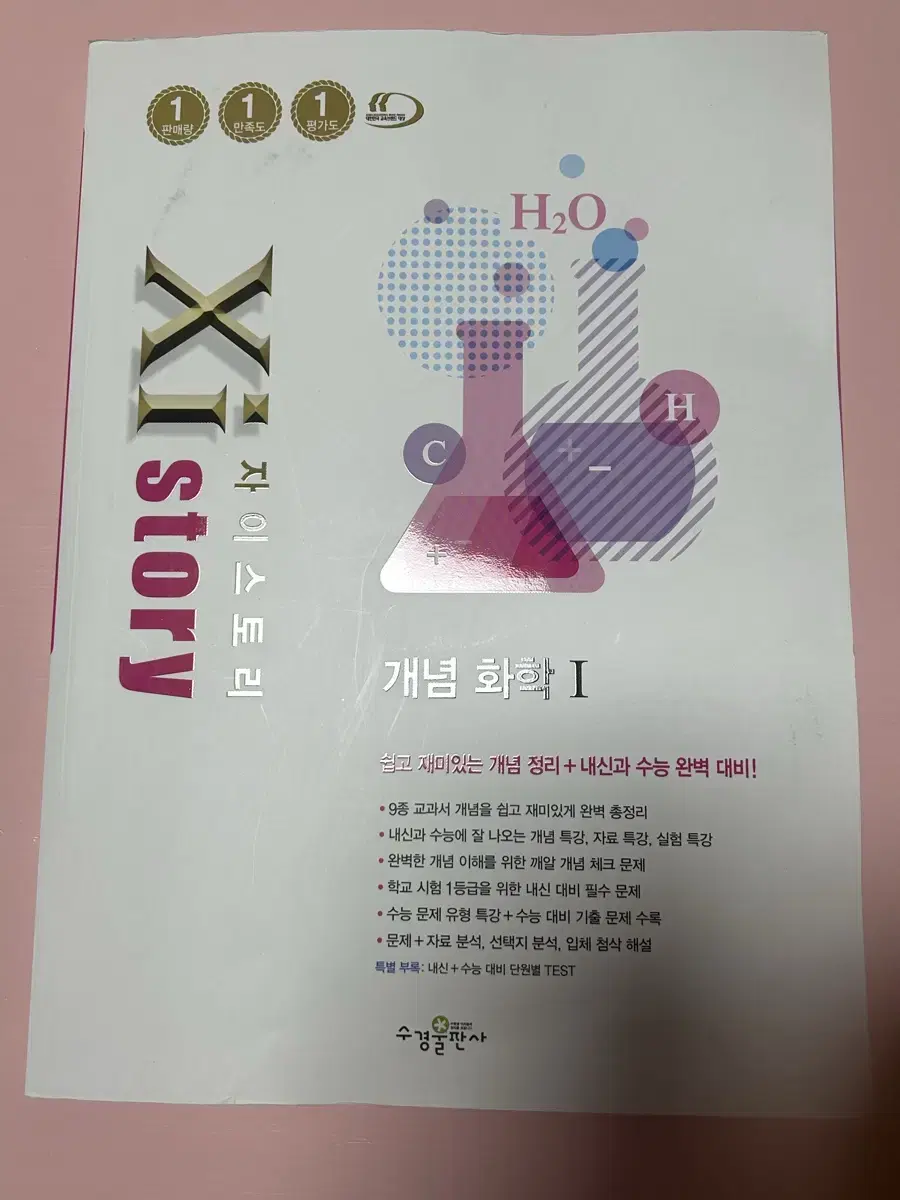 1
판매량
1
만족도
1
평가도
Xi story
자이스토리
H₂O
H
C
+ −
+ −
개념 화학 I
쉽고 재미있는 개념 정리+내신과 수능 완벽 대비!
• 9종 교과서 개념을 쉽고 재미있게 완벽 총정리
• 내신과 수능에 잘 나오는 개념 특강, 자료 특강, 실험 특강
• 완벽한 개념 이해를 위한 깨알 개념 체크 문제
• 학교 시험 1등급을 위한 내신 대비 필수 문제
• 수능 문제 유형 특강+수능 대비 기출 문제 수록
• 문제+자료 분석, 선택지 분석, 입체 첨삭 해설
특별 부록: 내신+수능 대비 단원별 TEST
수경출판사